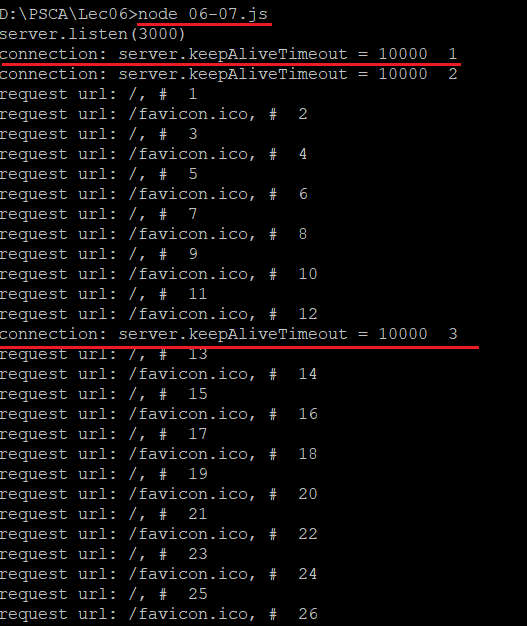 D:\PSCA\Lec06>node 06-07.js
server.listen(3000)
connection: server.keepAliveTimeout = 10000  1
connection: server.keepAliveTimeout = 10000  2
request url: /, #  1
request url: /favicon.ico, #  2
request url: /, #  3
request url: /favicon.ico, #  4
request url: /, #  5
request url: /favicon.ico, #  6
request url: /, #  7
request url: /favicon.ico, #  8
request url: /, #  9
request url: /favicon.ico, #  10
request url: /, #  11
request url: /favicon.ico, #  12
connection: server.keepAliveTimeout = 10000  3
request url: /, #  13
request url: /favicon.ico, #  14
request url: /, #  15
request url: /favicon.ico, #  16
request url: /, #  17
request url: /favicon.ico, #  18
request url: /, #  19
request url: /favicon.ico, #  20
request url: /, #  21
request url: /favicon.ico, #  22
request url: /, #  23
request url: /favicon.ico, #  24
request url: /, #  25
request url: /favicon.ico, #  26